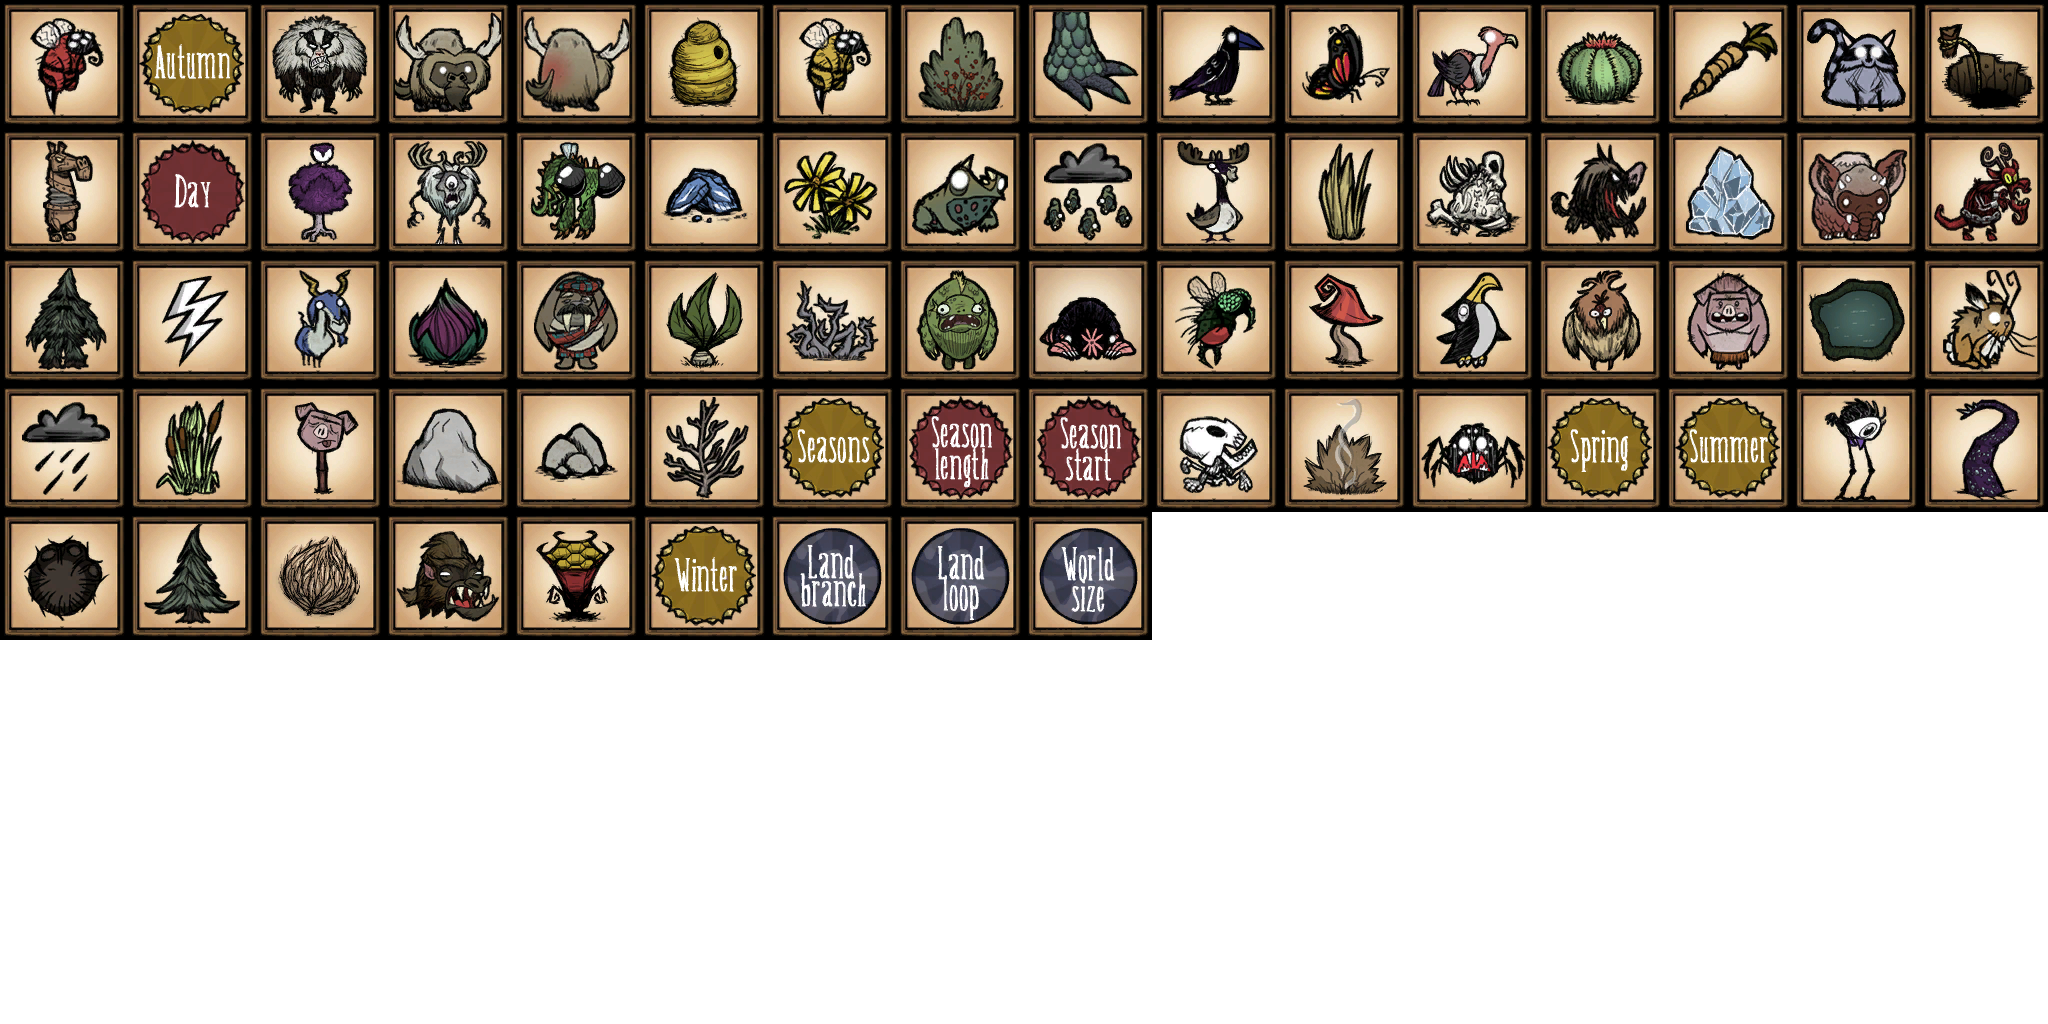 Autumn
Day
Seasons
Season
length
Season
start
Spring
Summer
Winter
Land
branch
Land
loop
World
size